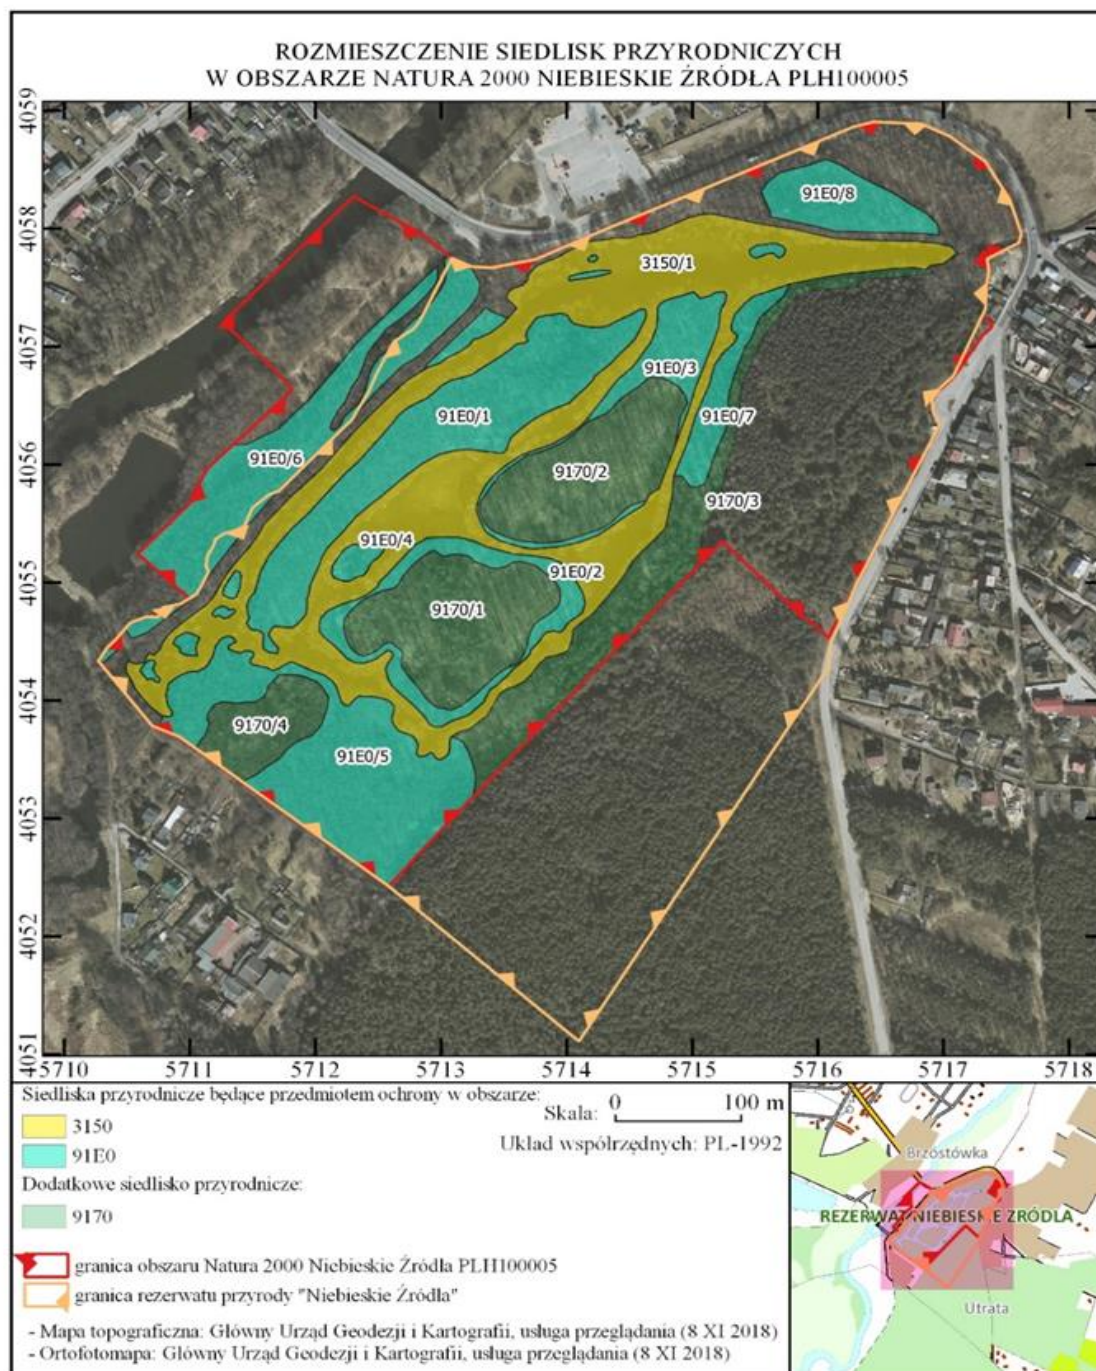 ROZMIESZCZENIE SIEDLISK PRZYRODNICZYCH
W OBSZARZE NATURA 2000 NIEBIESKIE ŹRÓDŁA PLH100005
4059
4058
4057
4056
4055
4054
4053
4052
4051
91E0/8
3150/1
91E0/3
91E0/1
91E0/7
91E0/6
9170/2
9170/3
91E0/4
91E0/2
9170/1
9170/4
91E0/5
5710 5711 5712 5713 5714 5715 5716 5717 5718
Siedliska przyrodnicze będące przedmiotem ochrony w obszarze:
3150
91E0
Dodatkowe siedlisko przyrodnicze:
9170
Skala: 0 100 m
Układ współrzędnych: PL-1992
granica obszaru Natura 2000 Niebieskie Źródła PLH100005
granica rezerwatu przyrody "Niebieskie Źródła"
- Mapa topograficzna: Główny Urząd Geodezji i Kartografii, usługa przeglądania (8 XI 2018)
- Ortofotomapa: Główny Urząd Geodezji i Kartografii, usługa przeglądania (8 XI 2018)
Brzóstówka
REZERWAT NIEBIESKIE ŹRÓDŁA
Utrata